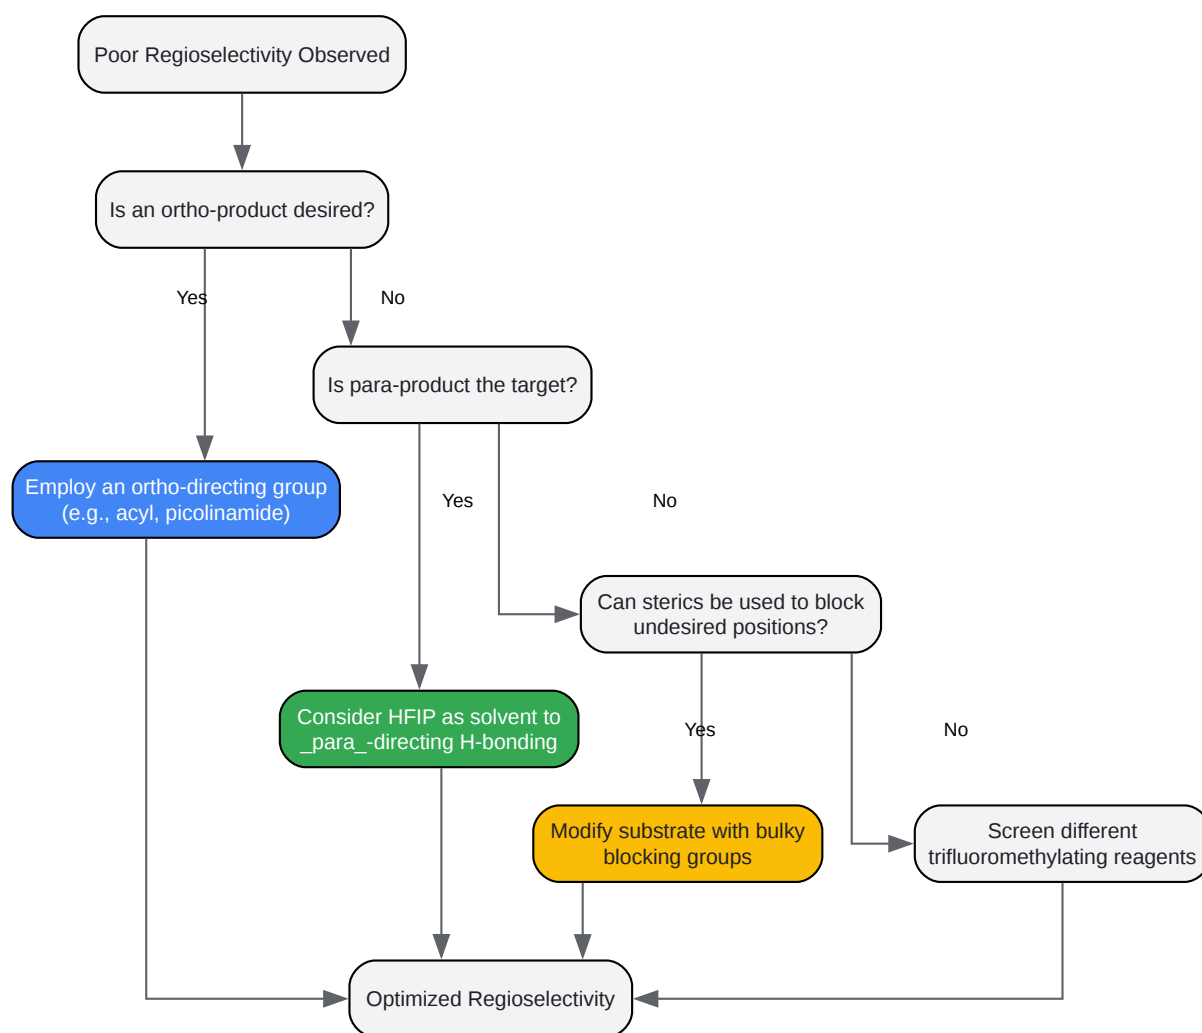 Poor Regioselectivity Observed
Is an ortho-product desired?
Yes
No
Is para-product the target?
Employ an ortho-directing group
(e.g., acyl, picolinamide)
Yes
No
Can sterics be used to block
undesired positions?
Consider HFIP as solvent to
_para_-directing H-bonding
Yes
No
Modify substrate with bulky
blocking groups
Screen different
trifluoromethylating reagents
Optimized Regioselectivity